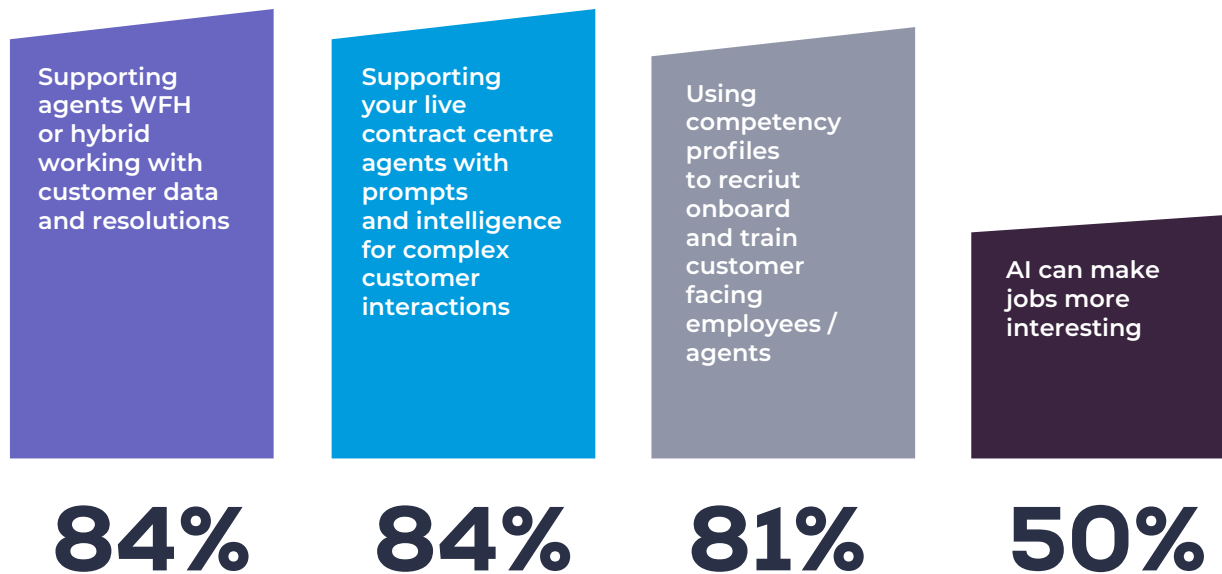 Supporting
agents WFH
or hybrid
working with
customer data
and resolutions
Supporting
your live
contract centre
agents with
prompts
and intelligence
for complex
customer
interactions
Using
competency
profiles
to recriut
onboard
and train
customer
facing
employees /
agents
AI can make
jobs more
interesting
84%
84%
81%
50%